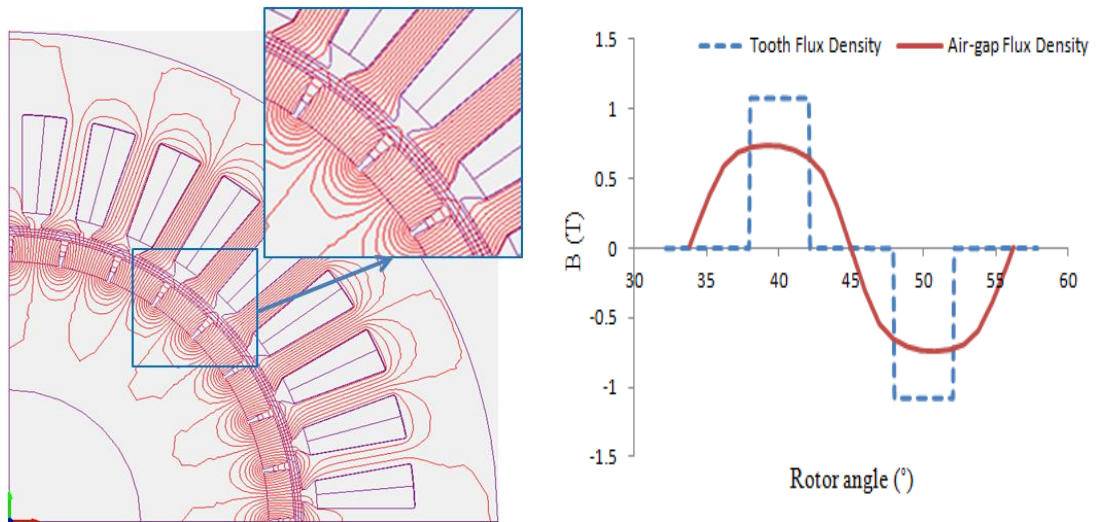 Tooth Flux Density
Air-gap Flux Density
1.5
1
0.5
0
-0.5
-1
-1.5
30 35 40 45 50 55 60
B (T)
Rotor angle (°)